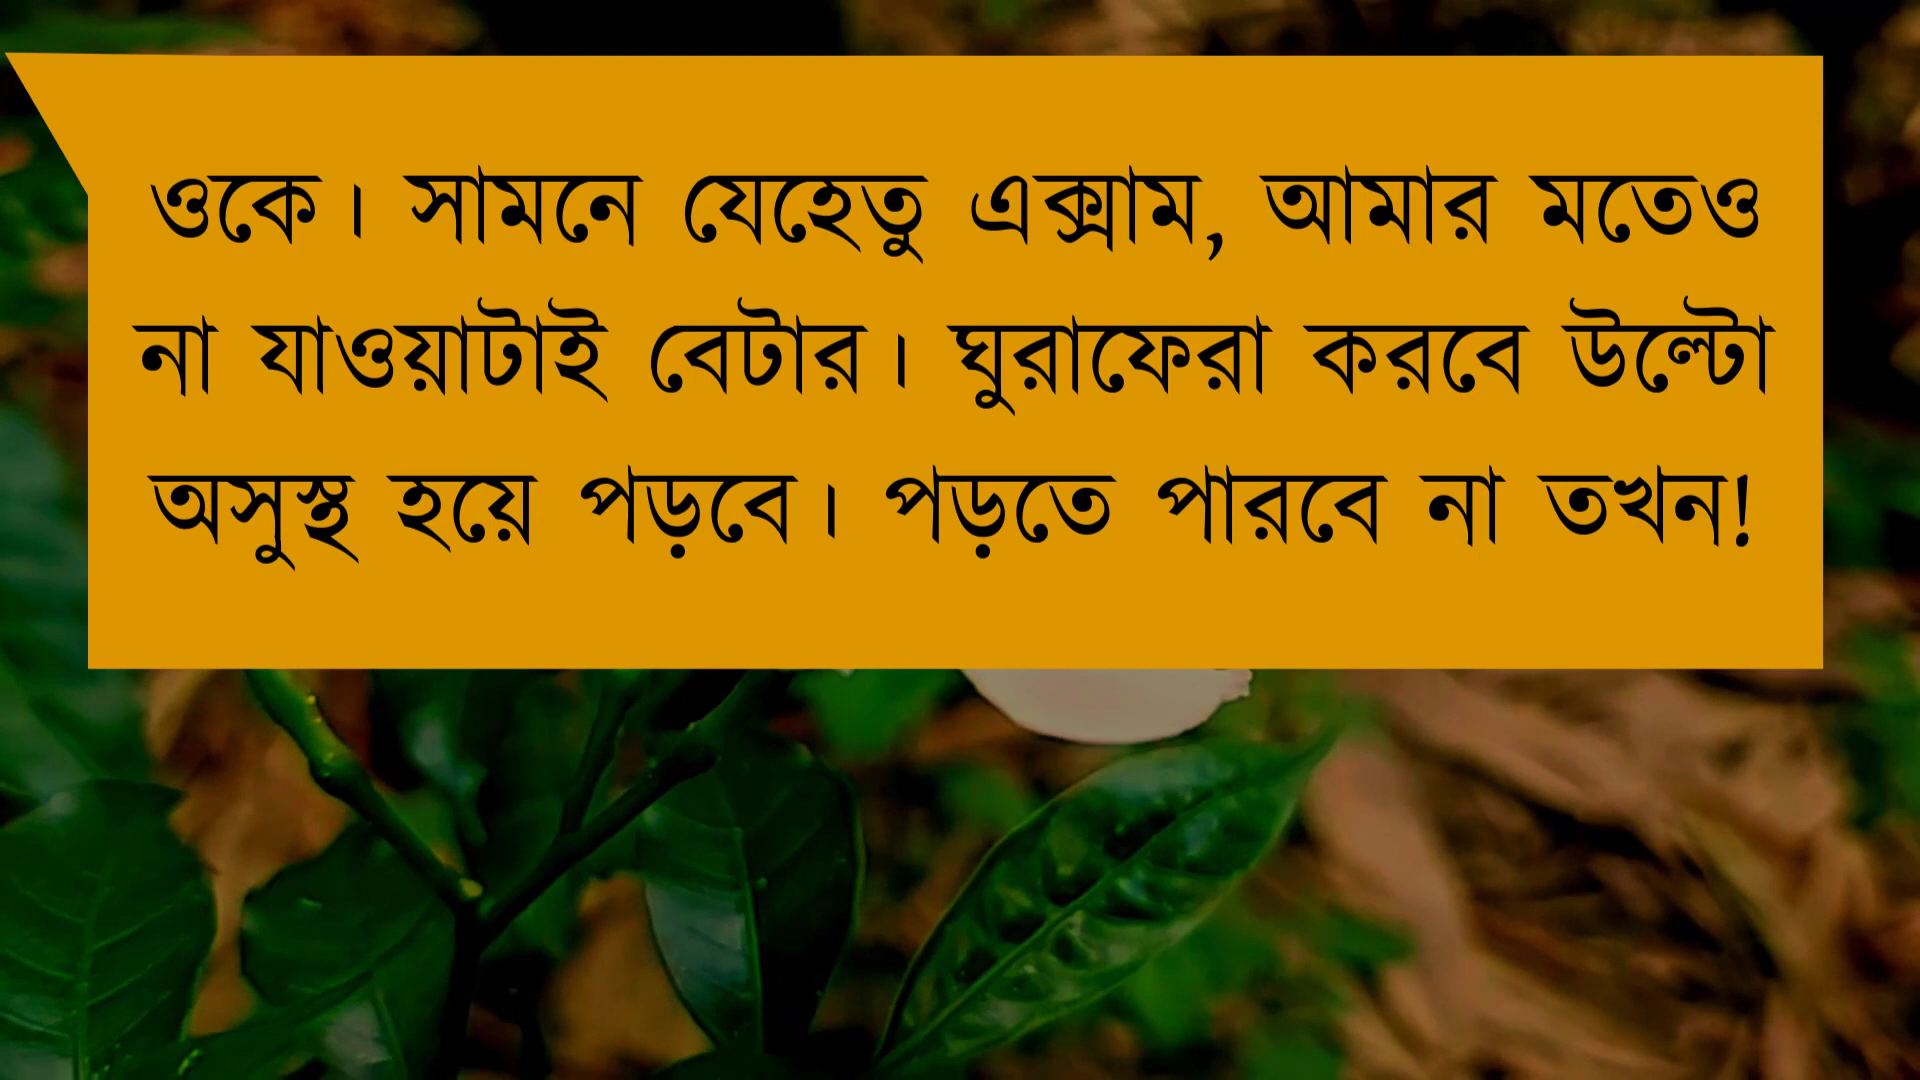 ওকে। সামনে যেহেতু এক্সাম, আমার মতেও
না যাওয়াটাই বেটার। ঘুরাফেরা করবে উল্টো
অসুস্থ হয়ে পড়বে। পড়তে পারবে না তখন!